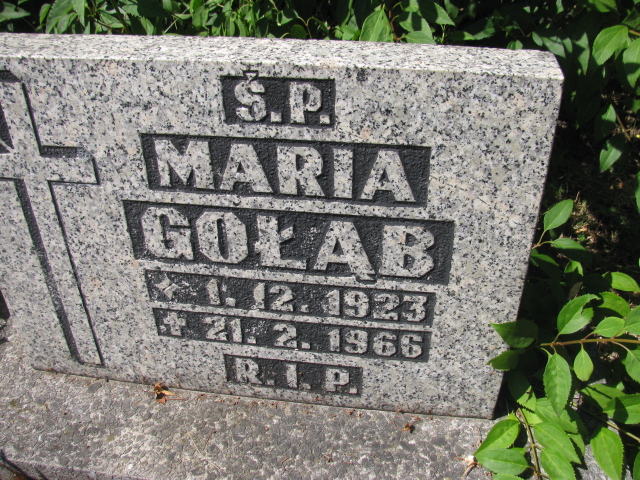 Ś.P.
MARIA
GOŁĄB
* 1. 12. 1923
† 21. 2. 1966
R.I.P.